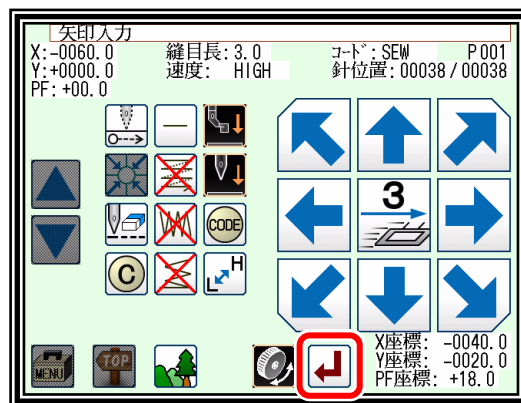 矢印入力
X:-0060.0 縫目長:3.0 コード:SEW P001
Y:+0000.0 速度: HIGH 針位置:00038/00038
PF:+00.0
3
CODE
C
H
L
X座標: -0040.0
Y座標: -0020.0
PF座標: +18.0
MENU
TOP